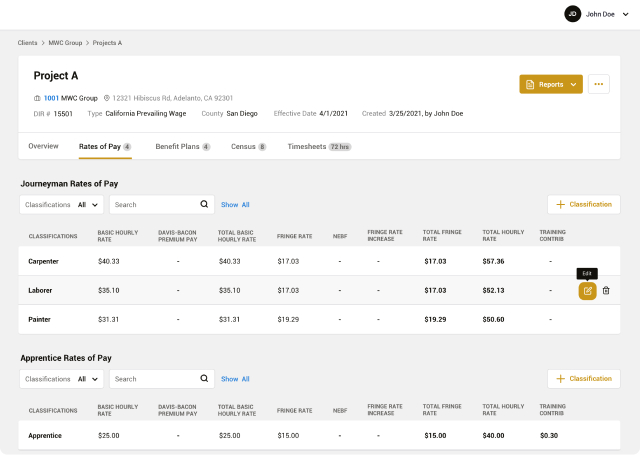 JD John Doe
Clients > MWC Group > Projects A
Project A
Reports
1001 MWC Group 12321 Hibiscus Rd, Adelanto, CA 92301
DIR # 15501 Type California Prevailing Wage County San Diego Effective Date 4/1/2021 Created 3/25/2021, by John Doe
Overview Rates of Pay 4 Benefit Plans 4 Census 8 Timesheets 72 hrs
Journeyman Rates of Pay
Classifications All Search Show All + Classification
CLASSIFICATIONS BASIC HOURLY RATE DAVIS-BACON PREMIUM PAY TOTAL BASIC HOURLY RATE FRINGE RATE NEBF FRINGE RATE INCREASE TOTAL FRINGE RATE TOTAL HOURLY RATE TRAINING CONTRIB
Carpenter $40.33 - $40.33 $17.03 - - $17.03 $57.36 -
Edit
Laborer $35.10 - $35.10 $17.03 - - $17.03 $52.13 -
Painter $31.31 - $31.31 $19.29 - - $19.29 $50.60 -
Apprentice Rates of Pay
Classifications All Search Show All + Classification
CLASSIFICATIONS BASIC HOURLY RATE DAVIS-BACON PREMIUM PAY TOTAL BASIC HOURLY RATE FRINGE RATE NEBF FRINGE RATE INCREASE TOTAL FRINGE RATE TOTAL HOURLY RATE TRAINING CONTRIB
Apprentice $25.00 - $25.00 $15.00 - - $15.00 $40.00 $0.30